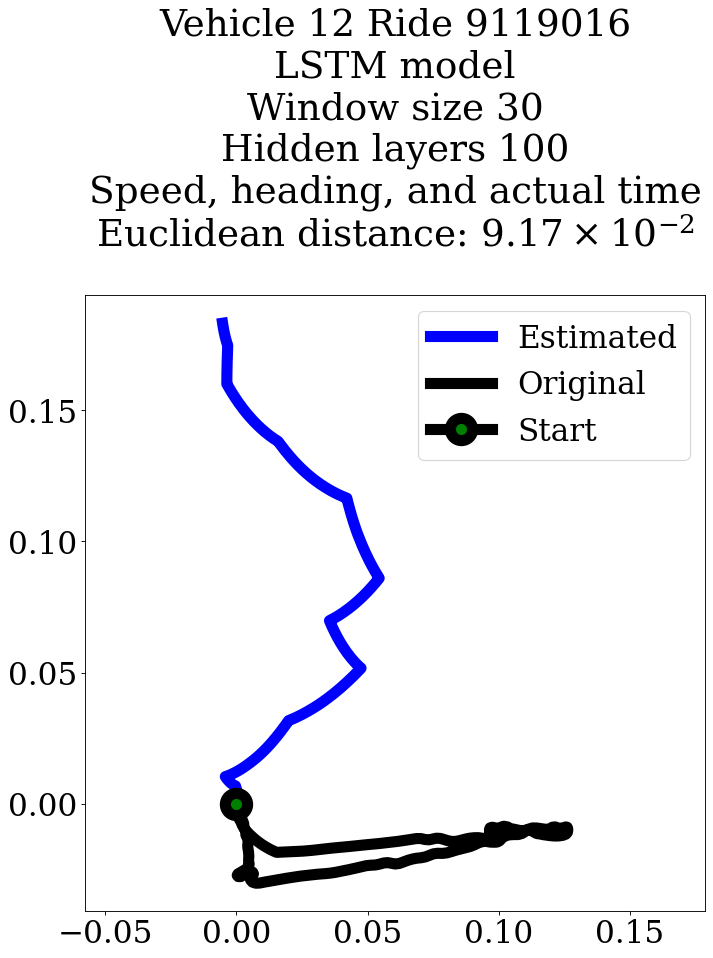 Vehicle 12 Ride 9119016
LSTM model
Window size 30
Hidden layers 100
Speed, heading, and actual time
Euclidean distance: 9.17 × 10⁻²
Estimated
Original
Start
0.15
0.10
0.05
0.00
−0.05 0.00 0.05 0.10 0.15